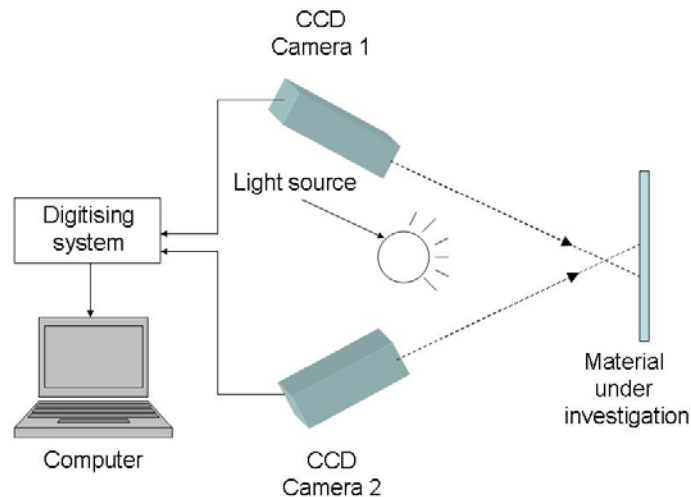 CCD
Camera 1
Light source
Digitising
system
Material
under
investigation
Computer
CCD
Camera 2